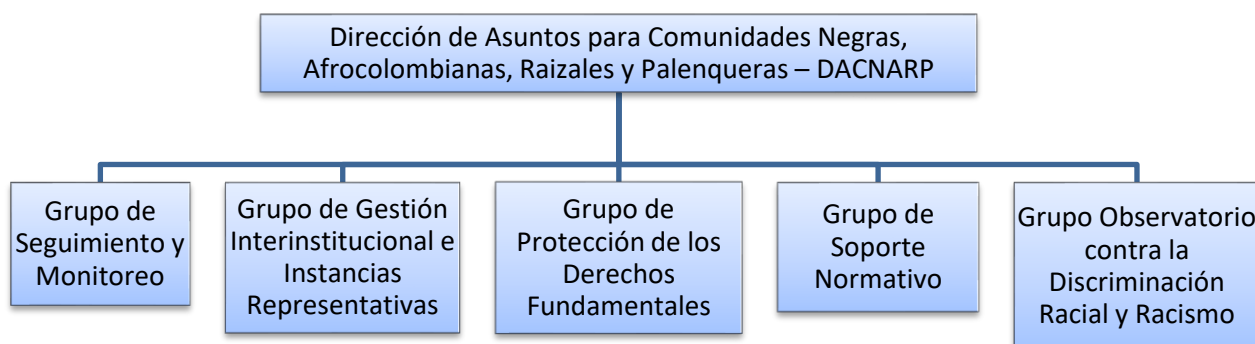 Dirección de Asuntos para Comunidades Negras,
Afrocolombianas, Raizales y Palenqueras – DACNARP
Grupo de
Seguimiento y
Monitoreo
Grupo de Gestión
Interinstitucional e
Instancias
Representativas
Grupo de
Protección de los
Derechos
Fundamentales
Grupo de
Soporte
Normativo
Grupo Observatorio
contra la
Discriminación
Racial y Racismo